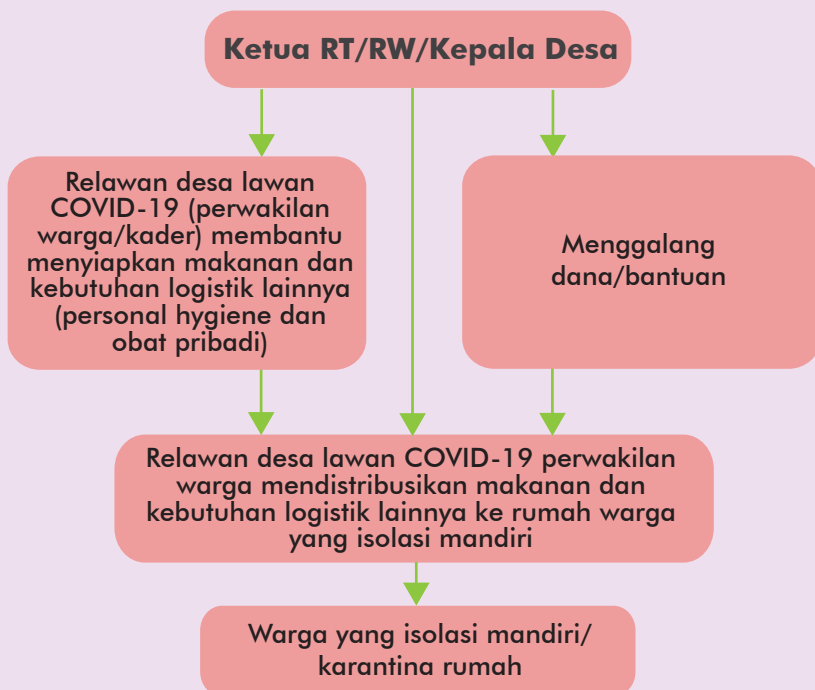 Ketua RT/RW/Kepala Desa
Relawan desa lawan
COVID-19 (perwakilan
warga/kader) membantu
menyiapkan makanan dan
kebutuhan logistik lainnya
(personal hygiene dan
obat pribadi)
Menggalang
dana/bantuan
Relawan desa lawan COVID-19 perwakilan
warga mendistribusikan makanan dan
kebutuhan logistik lainnya ke rumah warga
yang isolasi mandiri
Warga yang isolasi mandiri/
karantina rumah